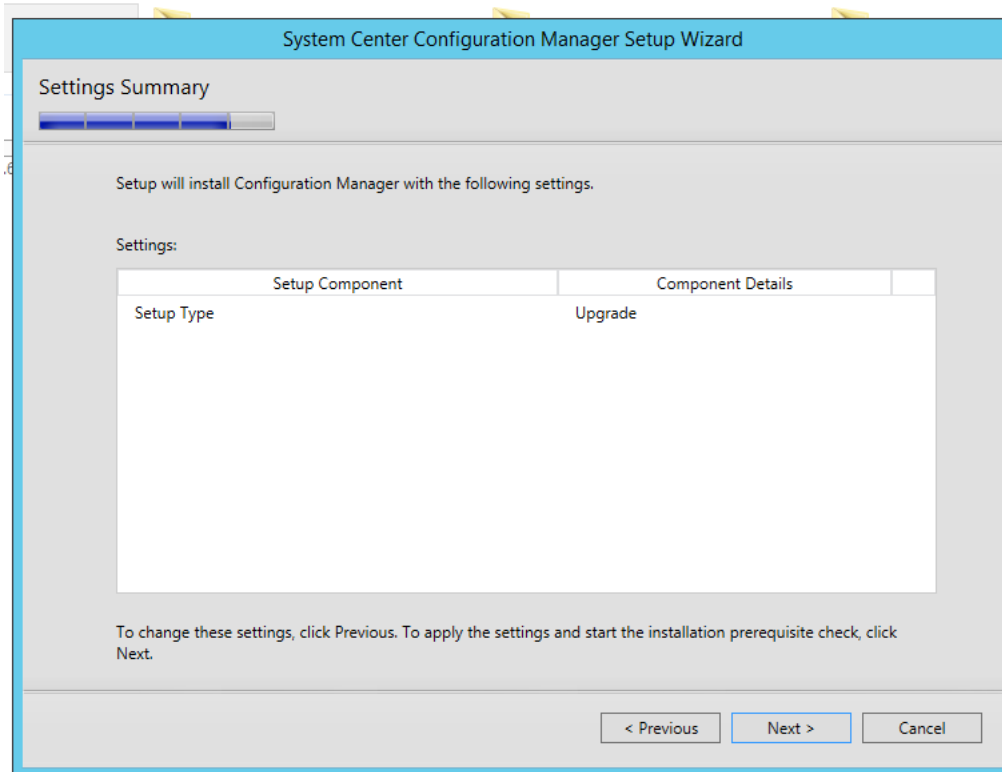 System Center Configuration Manager Setup Wizard
Settings Summary
Setup will install Configuration Manager with the following settings.
Settings:
Setup Component Component Details
Setup Type Upgrade
To change these settings, click Previous. To apply the settings and start the installation prerequisite check, click
Next.
< Previous Next > Cancel